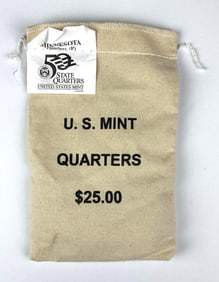 MINNESOTA
50
STATE
QUARTERS
UNITED STATES MINT
U. S. MINT
QUARTERS
$25.00